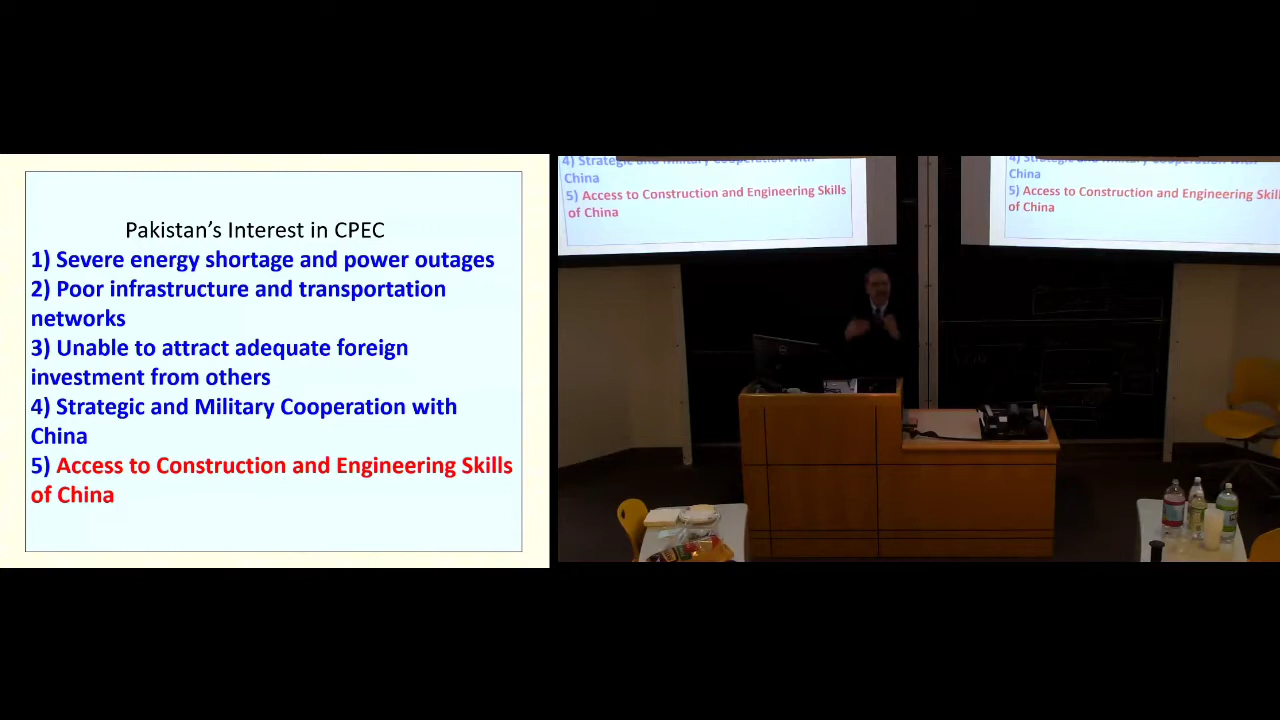 Pakistan’s Interest in CPEC
1) Severe energy shortage and power outages
2) Poor infrastructure and transportation
networks
3) Unable to attract adequate foreign
investment from others
4) Strategic and Military Cooperation with
China
5) Access to Construction and Engineering Skills
of China
4) Strategic and Military Cooperation with
China
5) Access to Construction and Engineering Skills
of China
4) Strategic and Military Cooperation with
China
5) Access to Construction and Engineering Skill
of China